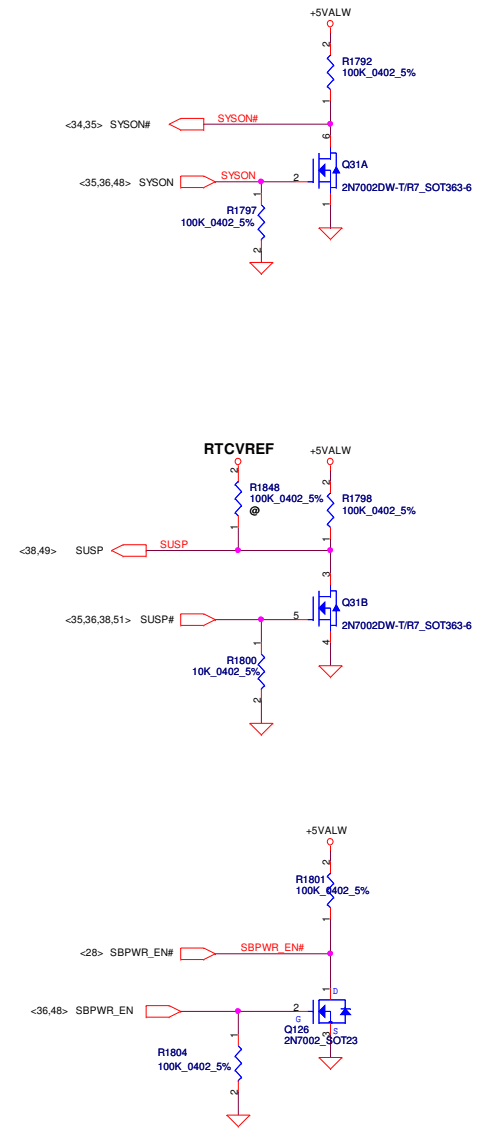 +5VALW
2
R1792
100K_0402_5%
1
<34,35> SYSON# SYSON#
6
Q31A
<35,36,48> SYSON SYSON 2
2N7002DW-T/R7_SOT363-6
1
1
R1797
100K_0402_5%
2
RTCVREF
+5VALW
2
2
R1848
100K_0402_5%
@
R1798
100K_0402_5%
1
1
<38,49> SUSP SUSP
3
Q31B
<35,36,38,51> SUSP# 5
2N7002DW-T/R7_SOT363-6
4
1
R1800
10K_0402_5%
2
+5VALW
2
R1801
100K_0402_5%
1
<28> SBPWR_EN# SBPWR_EN#
1 D
<36,48> SBPWR_EN 2
G
S
3
Q126
2N7002_SOT23
1
R1804
100K_0402_5%
2